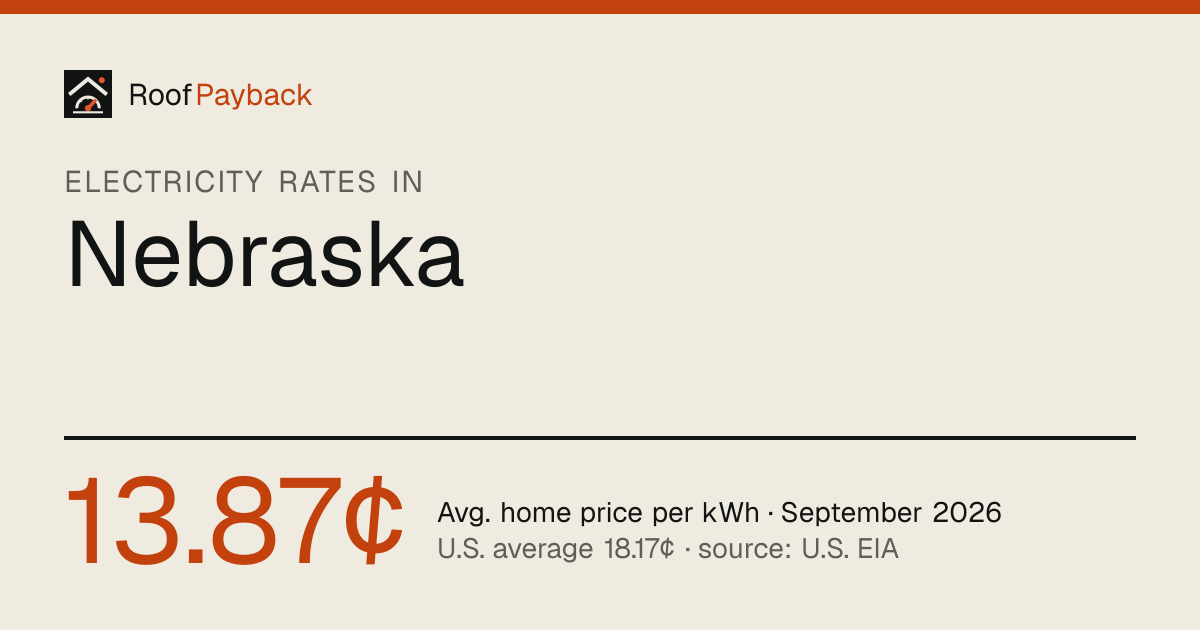 RoofPayback
ELECTRICITY RATES IN
Nebraska
13.87¢
Avg. home price per kWh · September 2026
U.S. average 18.17¢ · source: U.S. EIA